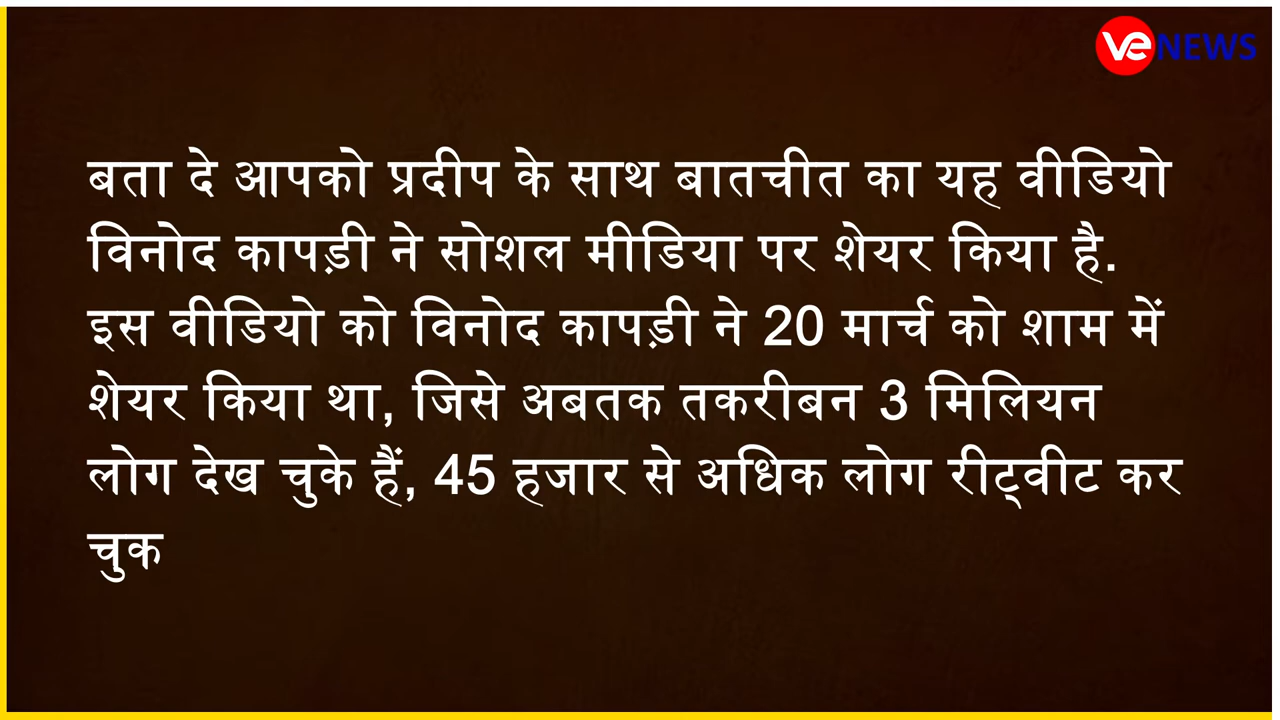 ve NEWS
बता दे आपको प्रदीप के साथ बातचीत का यह वीडियो
विनोद कापड़ी ने सोशल मीडिया पर शेयर किया है.
इस वीडियो को विनोद कापड़ी ने 20 मार्च को शाम में
शेयर किया था, जिसे अबतक तकरीबन 3 मिलियन
लोग देख चुके हैं, 45 हजार से अधिक लोग रीट्वीट कर
चुक